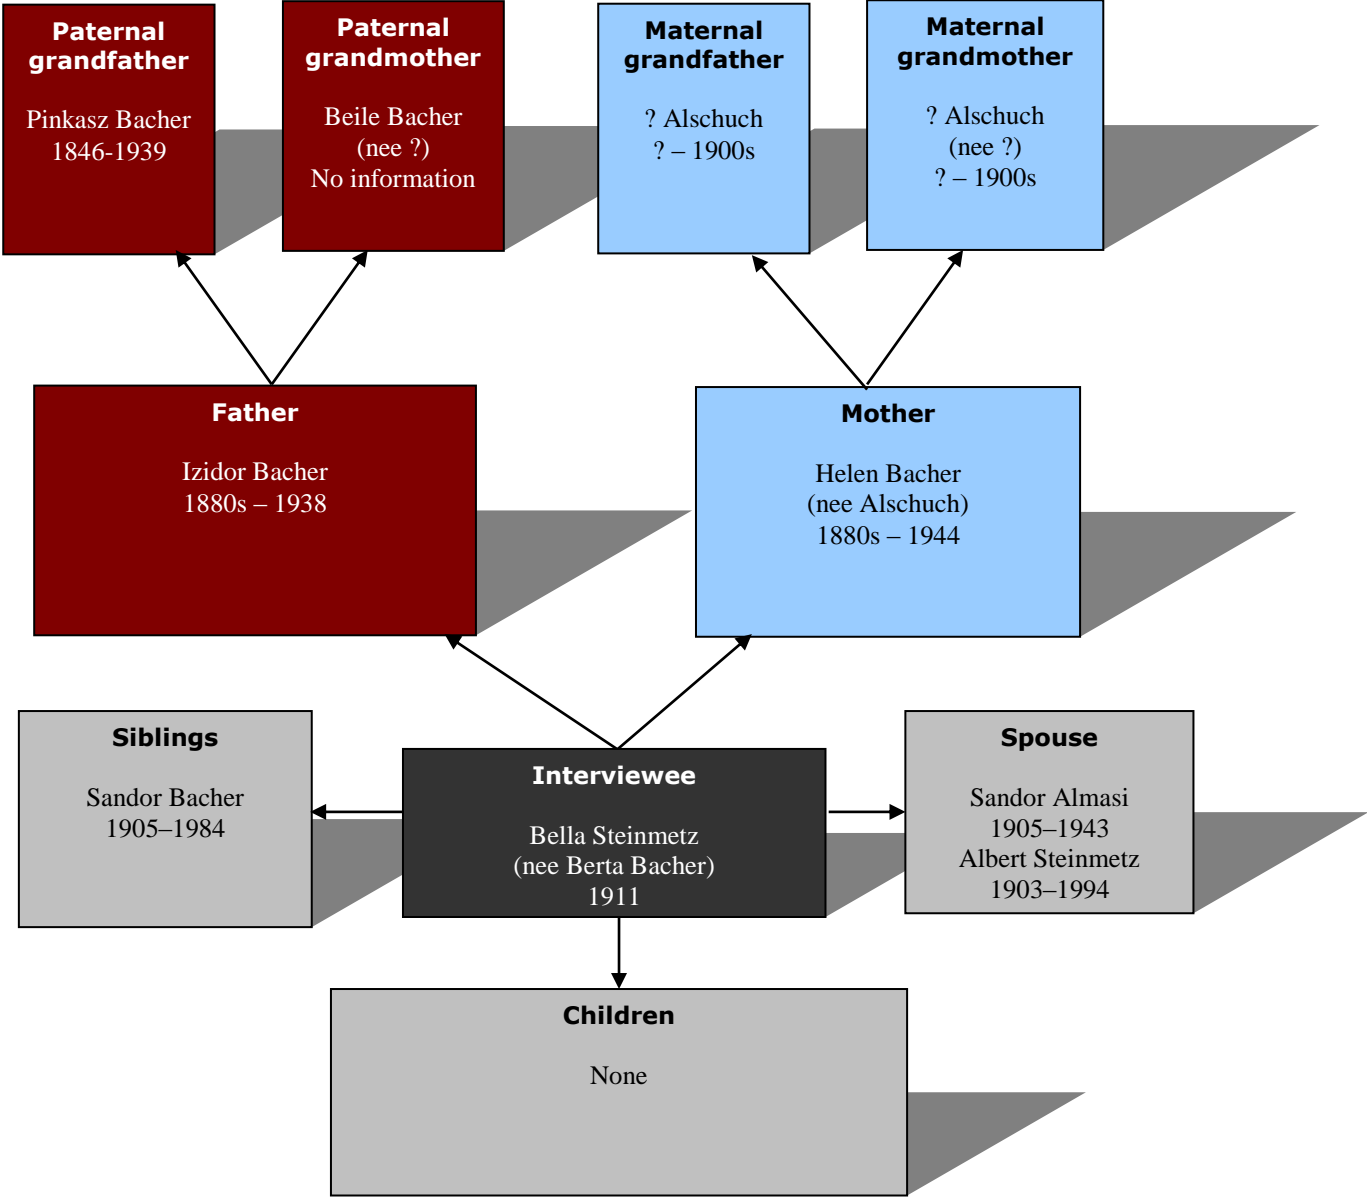 Paternal
grandfather
Pinkasz Bacher
1846-1939
Paternal
grandmother
Beile Bacher
(nee ?)
No information
Maternal
grandfather
? Alschuch
? – 1900s
Maternal
grandmother
? Alschuch
(nee ?)
? – 1900s
Father
Izidor Bacher
1880s – 1938
Mother
Helen Bacher
(nee Alschuch)
1880s – 1944
Siblings
Sandor Bacher
1905–1984
Interviewee
Bella Steinmetz
(nee Berta Bacher)
1911
Spouse
Sandor Almasi
1905–1943
Albert Steinmetz
1903–1994
Children
None